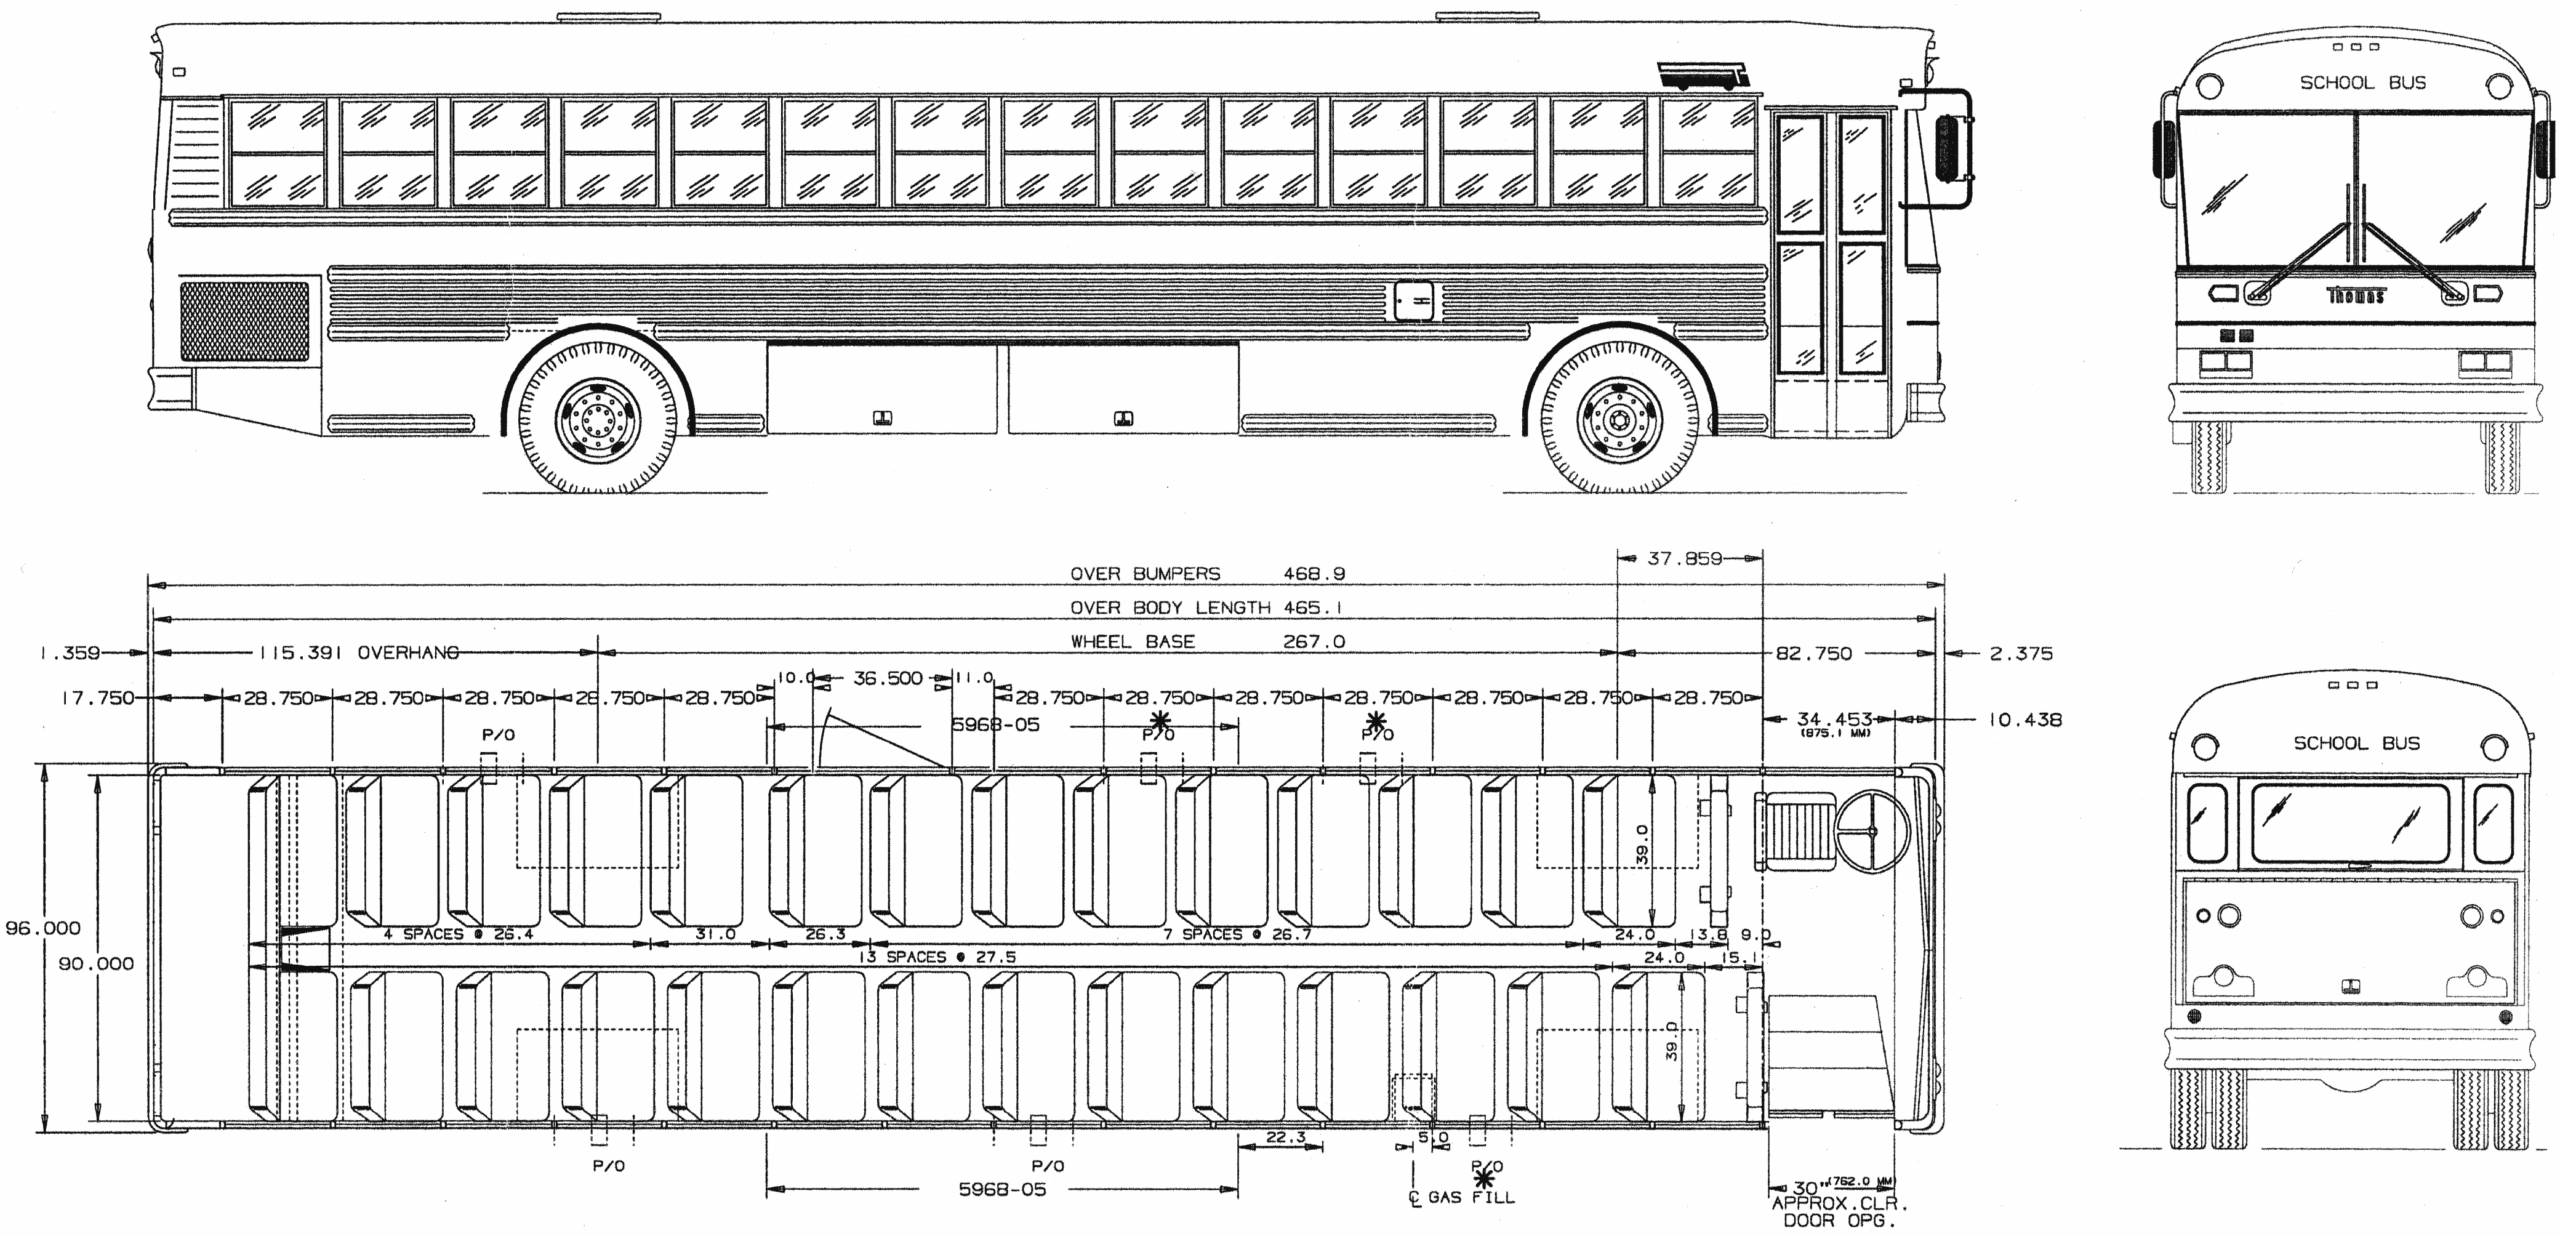 SCHOOL BUS
Thomas
37.859
OVER BUMPERS 468.9
OVER BODY LENGTH 465.1
WHEEL BASE 267.0
1.359
115.391 OVERHANG
82.750
2.375
10.0
36.500
11.0
17.750
28.750
28.750
28.750
28.750
28.750
28.750
28.750
28.750
28.750
28.750
28.750
28.750
5968-05
34.453
(875.1 MM)
10.438
P/O
P/O
P/O
SCHOOL BUS
39.0
96.000
4 SPACES @ 26.4
31.0
26.3
7 SPACES @ 26.7
24.0
13.8
9.0
90.000
13 SPACES @ 27.5
24.0
15.1
39.0
22.3
5.0
P/O
P/O
P/O
5968-05
℄ GAS FILL
30" (762.0 MM)
APPROX.CLR.
DOOR OPG.